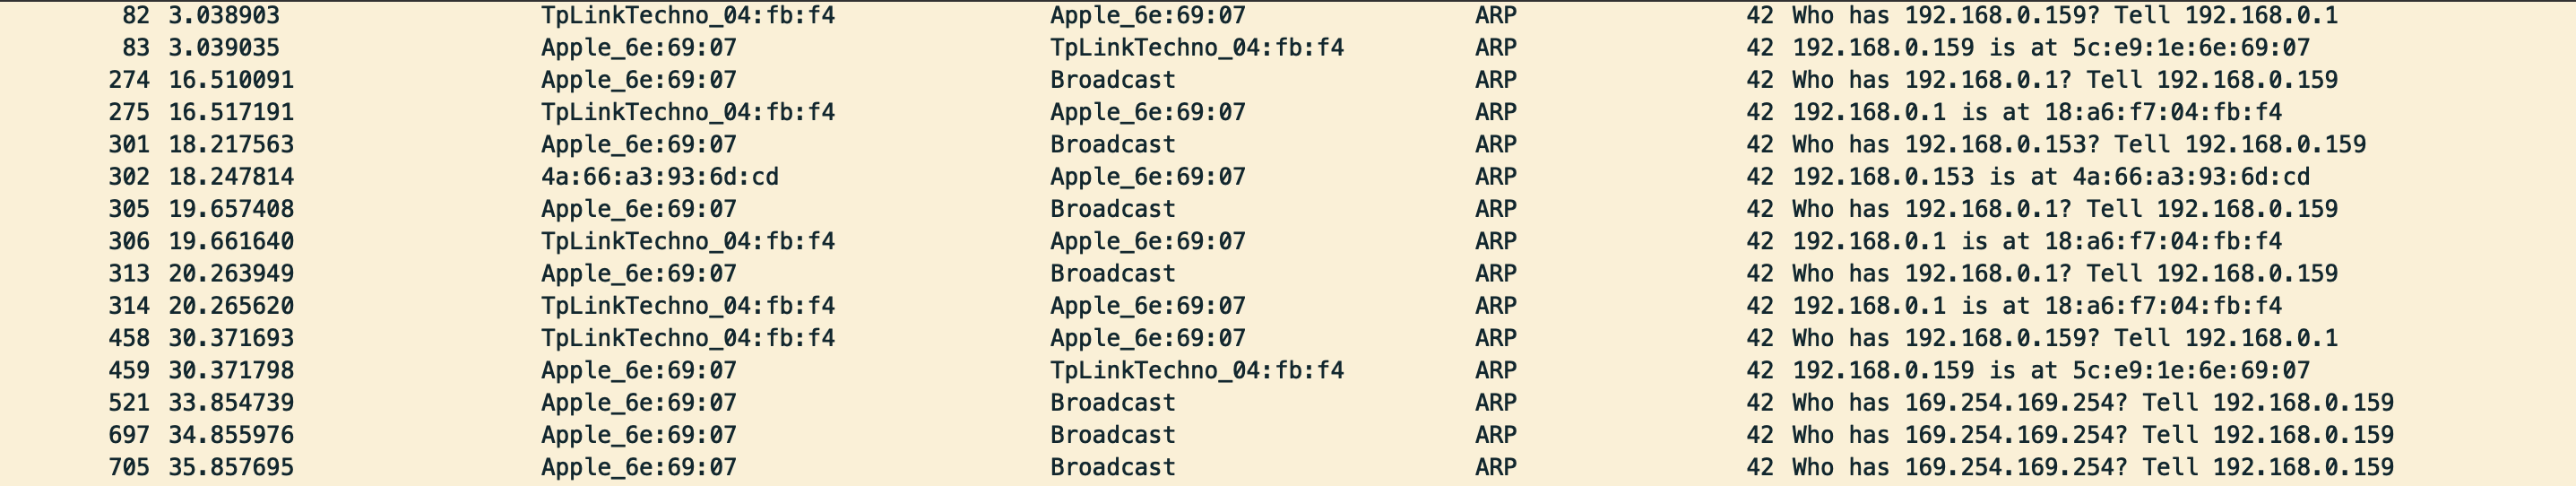 82 3.038903 TpLinkTechno_04:fb:f4 Apple_6e:69:07 ARP 42 Who has 192.168.0.159? Tell 192.168.0.1
83 3.039035 Apple_6e:69:07 TpLinkTechno_04:fb:f4 ARP 42 192.168.0.159 is at 5c:e9:1e:6e:69:07
274 16.510091 Apple_6e:69:07 Broadcast ARP 42 Who has 192.168.0.1? Tell 192.168.0.159
275 16.517191 TpLinkTechno_04:fb:f4 Apple_6e:69:07 ARP 42 192.168.0.1 is at 18:a6:f7:04:fb:f4
301 18.217563 Apple_6e:69:07 Broadcast ARP 42 Who has 192.168.0.153? Tell 192.168.0.159
302 18.247814 4a:66:a3:93:6d:cd Apple_6e:69:07 ARP 42 192.168.0.153 is at 4a:66:a3:93:6d:cd
305 19.657408 Apple_6e:69:07 Broadcast ARP 42 Who has 192.168.0.1? Tell 192.168.0.159
306 19.661640 TpLinkTechno_04:fb:f4 Apple_6e:69:07 ARP 42 192.168.0.1 is at 18:a6:f7:04:fb:f4
313 20.263949 Apple_6e:69:07 Broadcast ARP 42 Who has 192.168.0.1? Tell 192.168.0.159
314 20.265620 TpLinkTechno_04:fb:f4 Apple_6e:69:07 ARP 42 192.168.0.1 is at 18:a6:f7:04:fb:f4
458 30.371693 TpLinkTechno_04:fb:f4 Apple_6e:69:07 ARP 42 Who has 192.168.0.159? Tell 192.168.0.1
459 30.371798 Apple_6e:69:07 TpLinkTechno_04:fb:f4 ARP 42 192.168.0.159 is at 5c:e9:1e:6e:69:07
521 33.854739 Apple_6e:69:07 Broadcast ARP 42 Who has 169.254.169.254? Tell 192.168.0.159
697 34.855976 Apple_6e:69:07 Broadcast ARP 42 Who has 169.254.169.254? Tell 192.168.0.159
705 35.857695 Apple_6e:69:07 Broadcast ARP 42 Who has 169.254.169.254? Tell 192.168.0.159